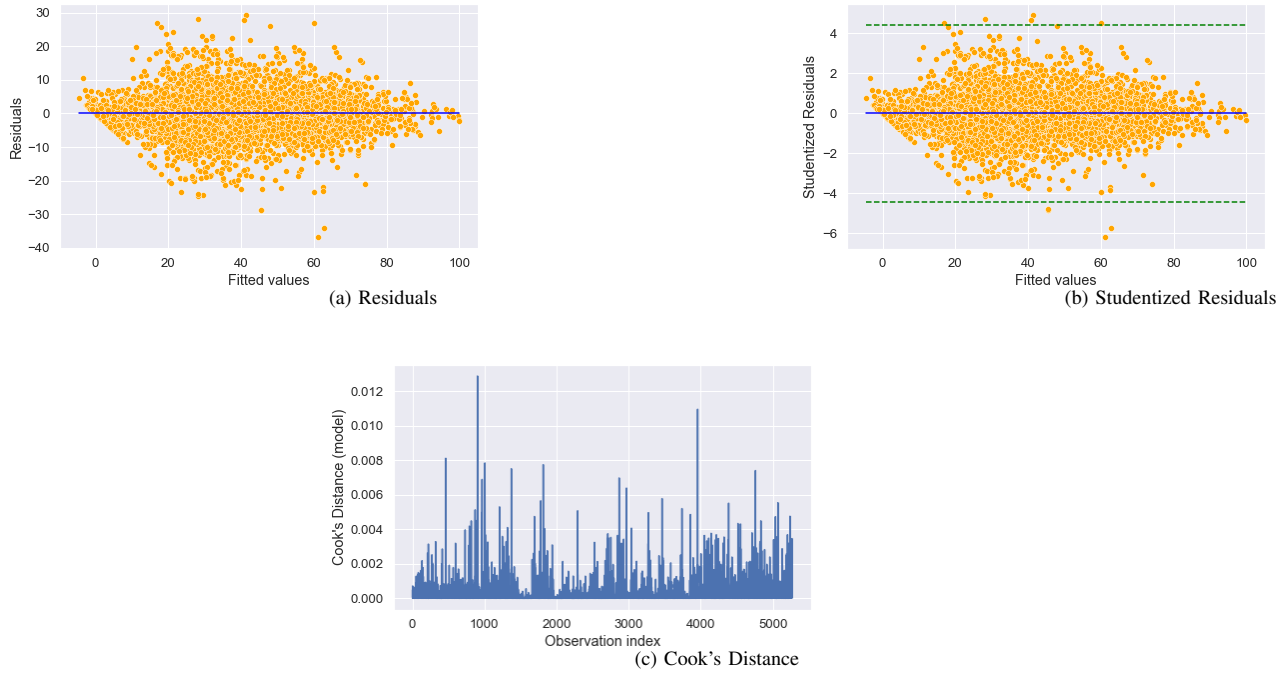 30
20
10
0
−10
−20
−30
−40
Residuals
0 20 40 60 80 100
Fitted values
(a) Residuals
4
2
0
−2
−4
−6
Studentized Residuals
0 20 40 60 80 100
Fitted values
(b) Studentized Residuals
0.012
0.010
0.008
0.006
0.004
0.002
0.000
Cook's Distance (model)
0 1000 2000 3000 4000 5000
Observation index
(c) Cook’s Distance